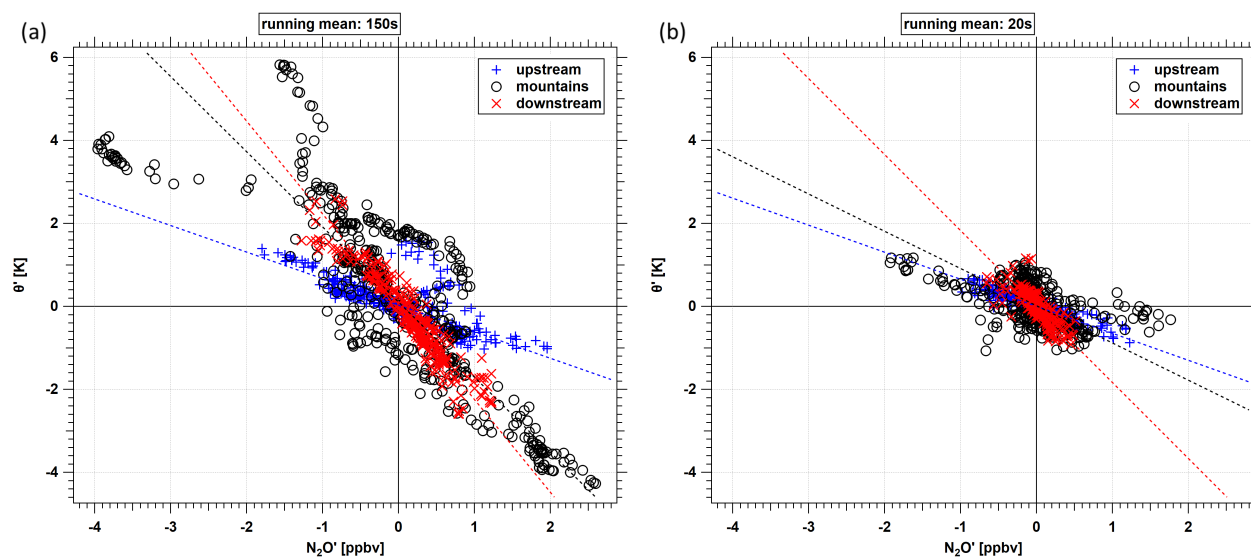 (a)
running mean: 150s
upstream
mountains
downstream
6
4
2
0
-2
-4
θ' [K]
-4 -3 -2 -1 0 1 2
N₂O' [ppbv]
(b)
running mean: 20s
upstream
mountains
downstream
6
4
2
0
-2
-4
θ' [K]
-4 -3 -2 -1 0 1 2
N₂O' [ppbv]